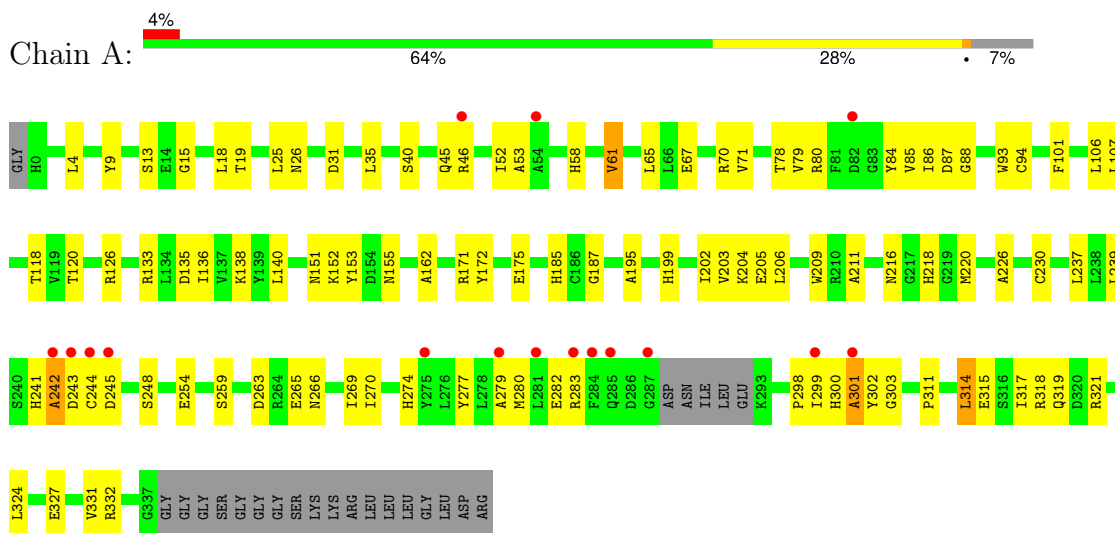 4%
Chain A:
64% 28% • 7%
GLY H0 L4 Y9 S13 E14 G15 L18 T19 L25 N26 D31 L35 S40 Q45 R46 I52 A53 A54 H58 V61 L65 L66 E67 R70 V71 T78 V79 R80 F81 D82 G83 Y84 V85 I86 D87 G88 W93 C94 F101 L106 L107
T118 V119 T120 R126 R133 L134 D135 I136 V137 K138 Y139 L140 N151 K152 Y153 D154 N155 A162 R171 Y172 E175 H185 C186 G187 A195 H199 I202 V203 K204 E205 L206 W209 R210 A211 N216 G217 H218 G219 M220 A226 C230 L237 L238 L239
S240 H241 A242 D243 C244 D245 S248 E254 S259 D263 R264 E265 N266 I269 I270 H274 Y275 L276 Y277 L278 A279 M280 L281 E282 R283 F284 Q285 D286 G287 ASP ASN ILE LEU GLU K293 P298 I299 H300 A301 Y302 G303 P311 L314 E315 S316 I317 R318 Q319 D320 R321
L324 E327 V331 R332 G337 GLY GLY GLY SER GLY GLY GLY SER LYS LYS ARG LEU LEU LEU GLY LEU ASP ARG